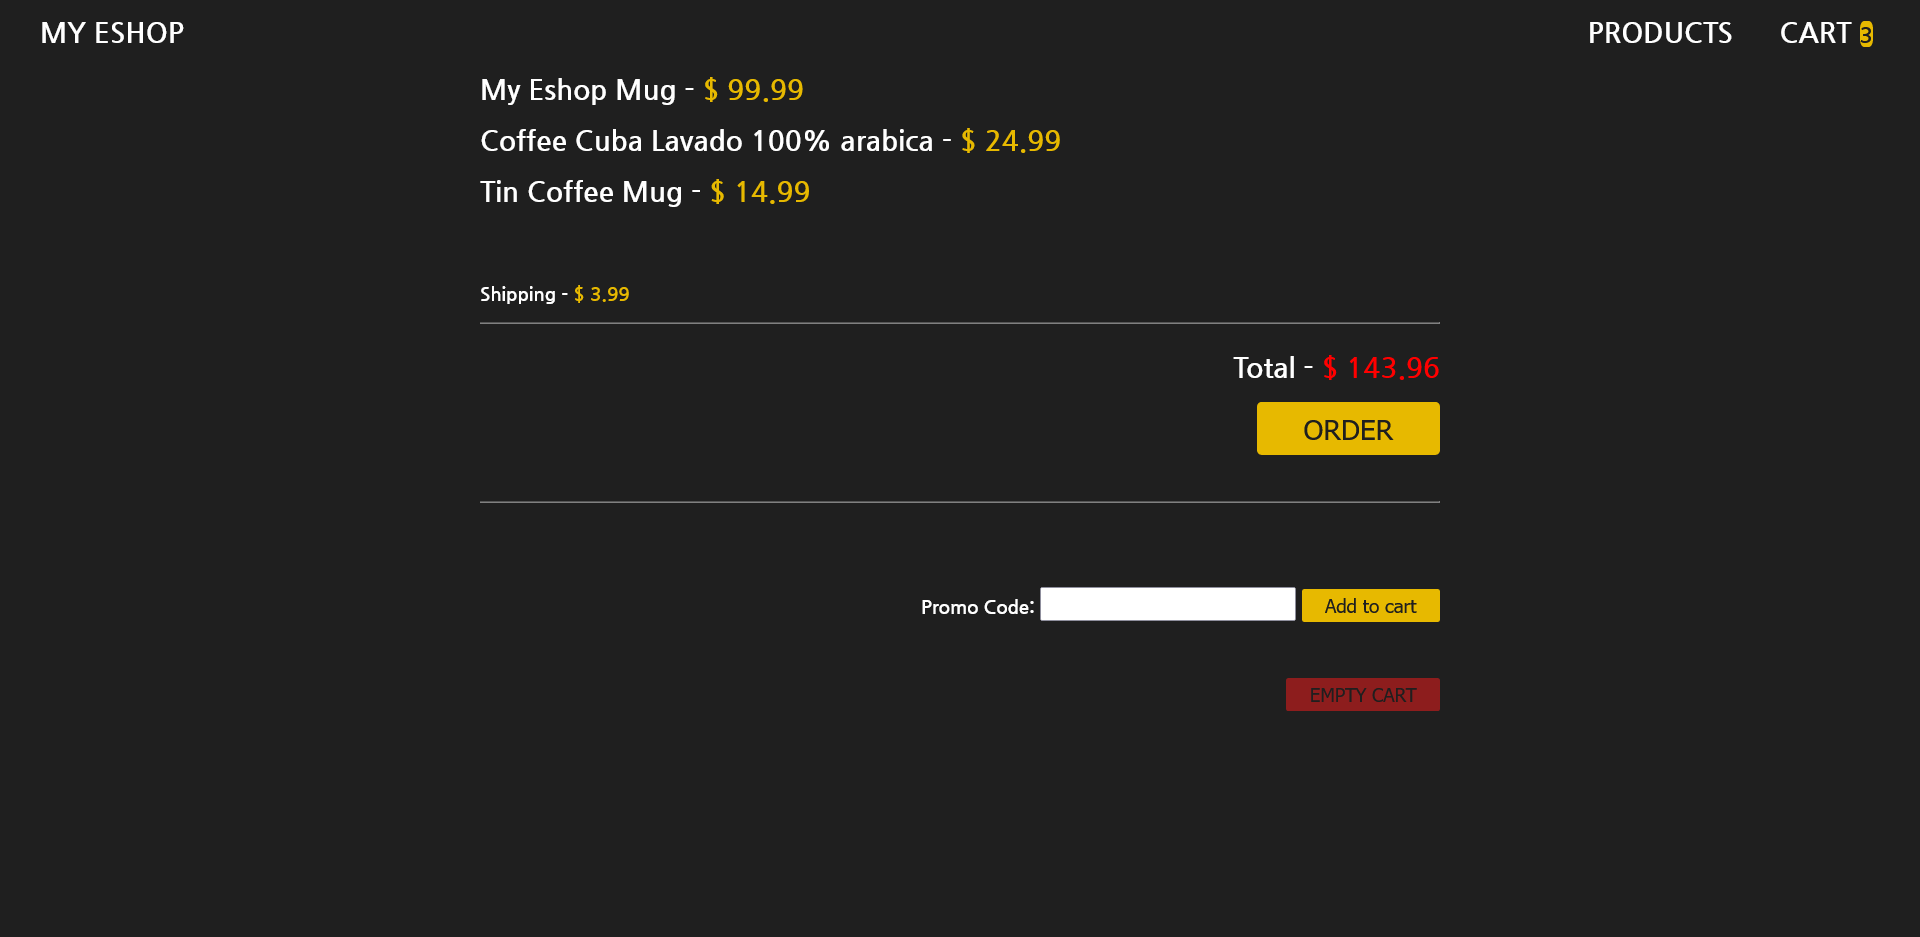 MY ESHOP PRODUCTS CART 3
My Eshop Mug - $ 99.99
Coffee Cuba Lavado 100% arabica - $ 24.99
Tin Coffee Mug - $ 14.99
Shipping - $ 3.99
Total - $ 143.96
ORDER
Promo Code: Add to cart
EMPTY CART